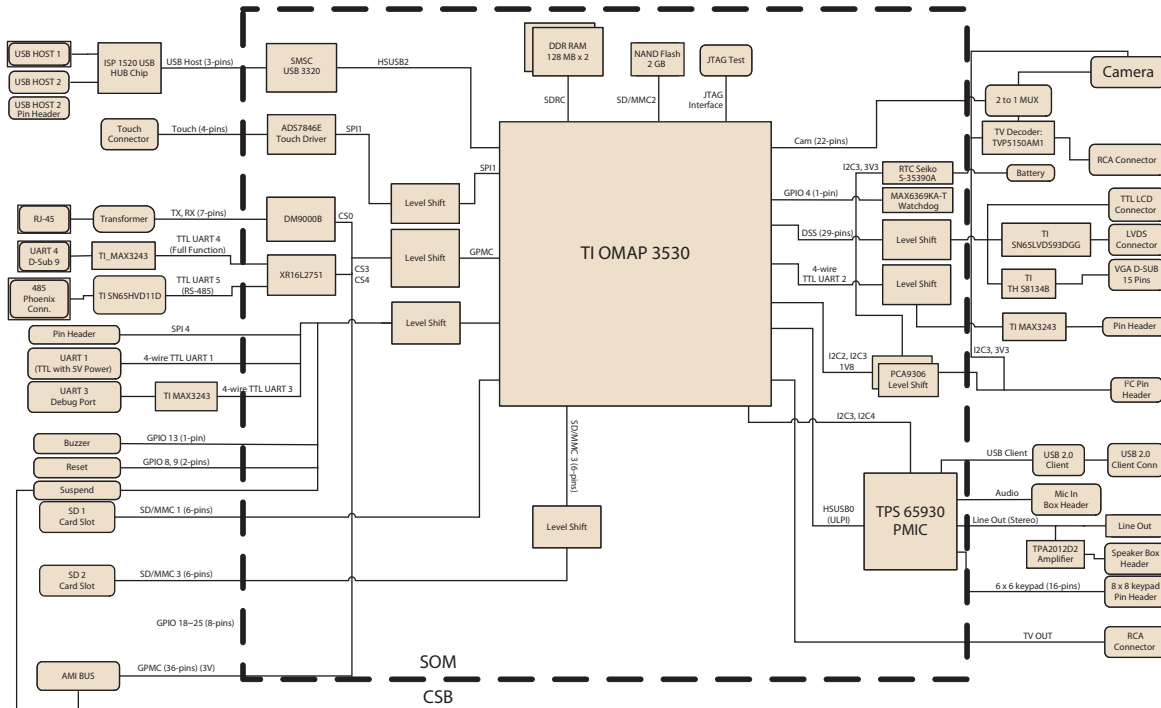 USB HOST 1
USB HOST 2
USB HOST 2
Pin Header
ISP 1520 USB
HUB Chip
USB Host (3-pins)
SMSC
USB 3320
HSUSB2
DDR RAM
128 MB x 2
NAND Flash
2 GB
JTAG Test
SDRC
SD/MMC2
JTAG
Interface
Camera
2 to 1 MUX
TV Decoder:
TVP5150AM1
RCA Connector
Touch
Connector
Touch (4-pins)
ADS7846E
Touch Driver
SPI1
SPI1
Level Shift
Cam (22-pins)
I2C3, 3V3
RTC Seiko
S-35390A
Battery
GPIO 4 (1-pin)
MAX6369KA-T
Watchdog
TTL LCD
Connector
RJ-45
Transformer
TX, RX (7-pins)
DM9000B
CS0
DSS (29-pins)
Level Shift
TI
SN65LVDS93DGG
LVDS
Connector
UART 4
D-Sub 9
TI_MAX3243
TTL UART 4
(Full Function)
XR16L2751
CS3
CS4
Level Shift
GPMC
TI OMAP 3530
4-wire
TTL UART 2
Level Shift
TI
TH S8134B
VGA D-SUB
15 Pins
485
Phoenix
Conn.
TI SN65HVD11D
TTL UART 5
(RS-485)
Level Shift
Pin Header
SPI 4
TI MAX3243
Pin Header
UART 1
(TTL with 5V Power)
4-wire TTL UART 1
I2C2, I2C3
1V8
PCA9306
Level Shift
I2C3, 3V3
I²C Pin
Header
UART 3
Debug Port
TI MAX3243
4-wire TTL UART 3
I2C3, I2C4
SD/MMC 3(6-pins)
Buzzer
GPIO 13 (1-pin)
Reset
GPIO 8, 9 (2-pins)
Suspend
USB Client
USB 2.0
Client
USB 2.0
Client Conn
SD 1
Card Slot
SD/MMC 1 (6-pins)
Level Shift
HSUSB0
(ULPI)
TPS 65930
PMIC
Audio
Mic In
Box Header
Line Out (Stereo)
Line Out
TPA2012D2
Amplifier
Speaker Box
Header
SD 2
Card Slot
SD/MMC 3 (6-pins)
6 x 6 keypad (16-pins)
8 x 8 keypad
Pin Header
GPIO 18~25 (8-pins)
TV OUT
RCA
Connector
AMI BUS
GPMC (36-pins) (3V)
SOM
CSB